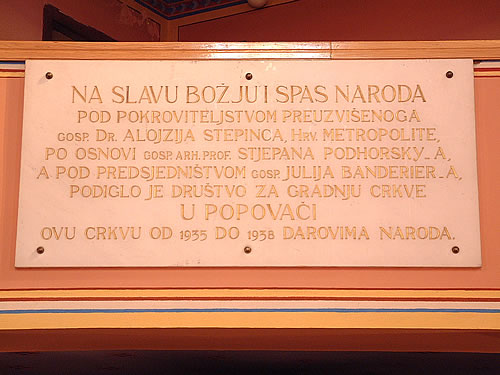 NA SLAVU BOŽJU I SPAS NARODA
POD POKROVITELJSTVOM PREUZVIŠENOGA
GOSP. DR. ALOJZIJA STEPINCA, HRV. METROPOLITE,
PO OSNOVI GOSP. ARH. PROF. STJEPANA PODHORSKY-A,
A POD PREDSJEDNIŠTVOM GOSP. JULIJA BANDERIER-A,
PODIGLO JE DRUŠTVO ZA GRADNJU CRKVE
U POPOVAČI
OVU CRKVU OD 1935 DO 1938 DAROVIMA NARODA.